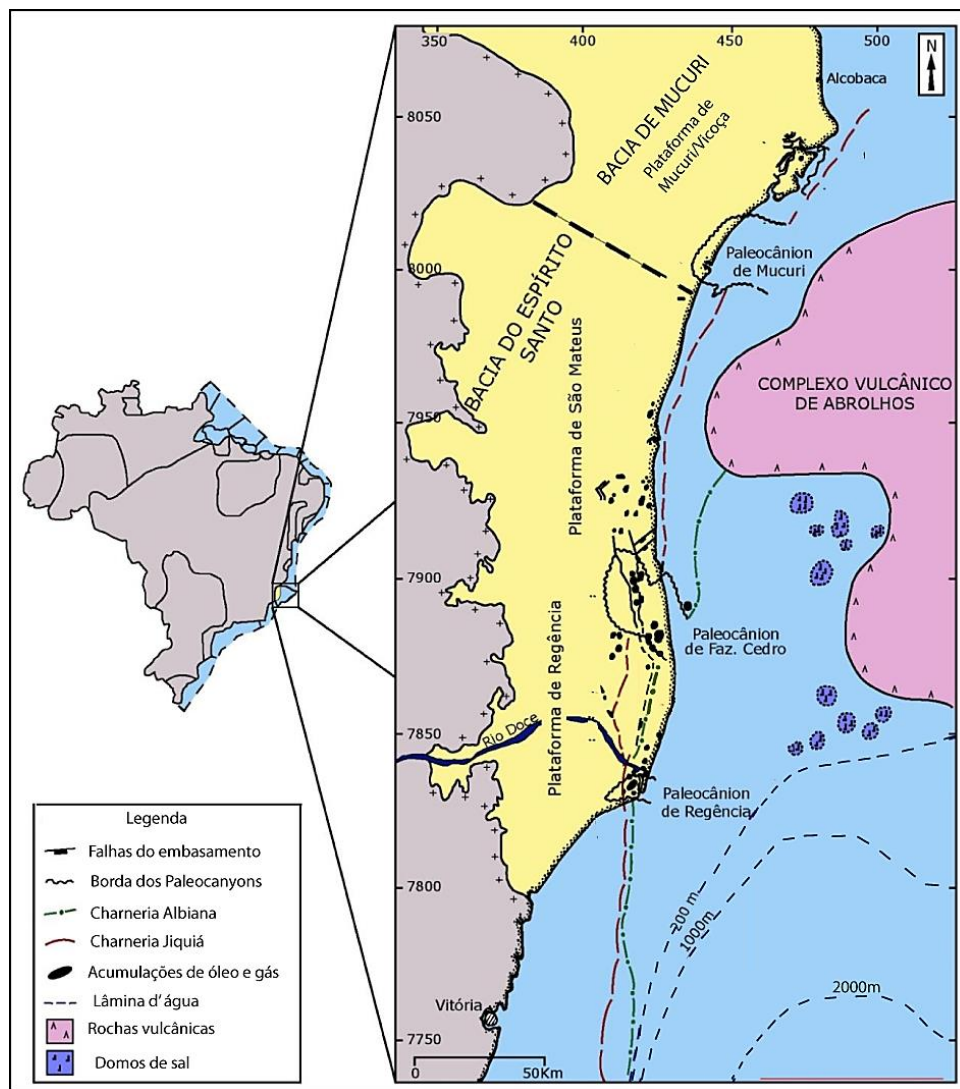 350
400
450
500
N
Alcobaca
8050
BACIA DE MUCURI
Plataforma de
Mucuri/Vicoça
8000
Paleocânion
de Mucuri
BACIA DO ESPÍRITO
SANTO
Plataforma de São Mateus
COMPLEXO VULCÂNICO
DE ABROLHOS
7950
7900
Paleocânion
de Faz. Cedro
Plataforma de Regência
Rio Doce
7850
Paleocânion
de Regência
7800
200 m
1000m
2000m
Vitória
7750
0
50Km
Legenda
Falhas do embasamento
Borda dos Paleocanyons
Charneria Albiana
Charneria Jiquiá
Acumulações de óleo e gás
Lâmina d'água
Rochas vulcânicas
Domos de sal